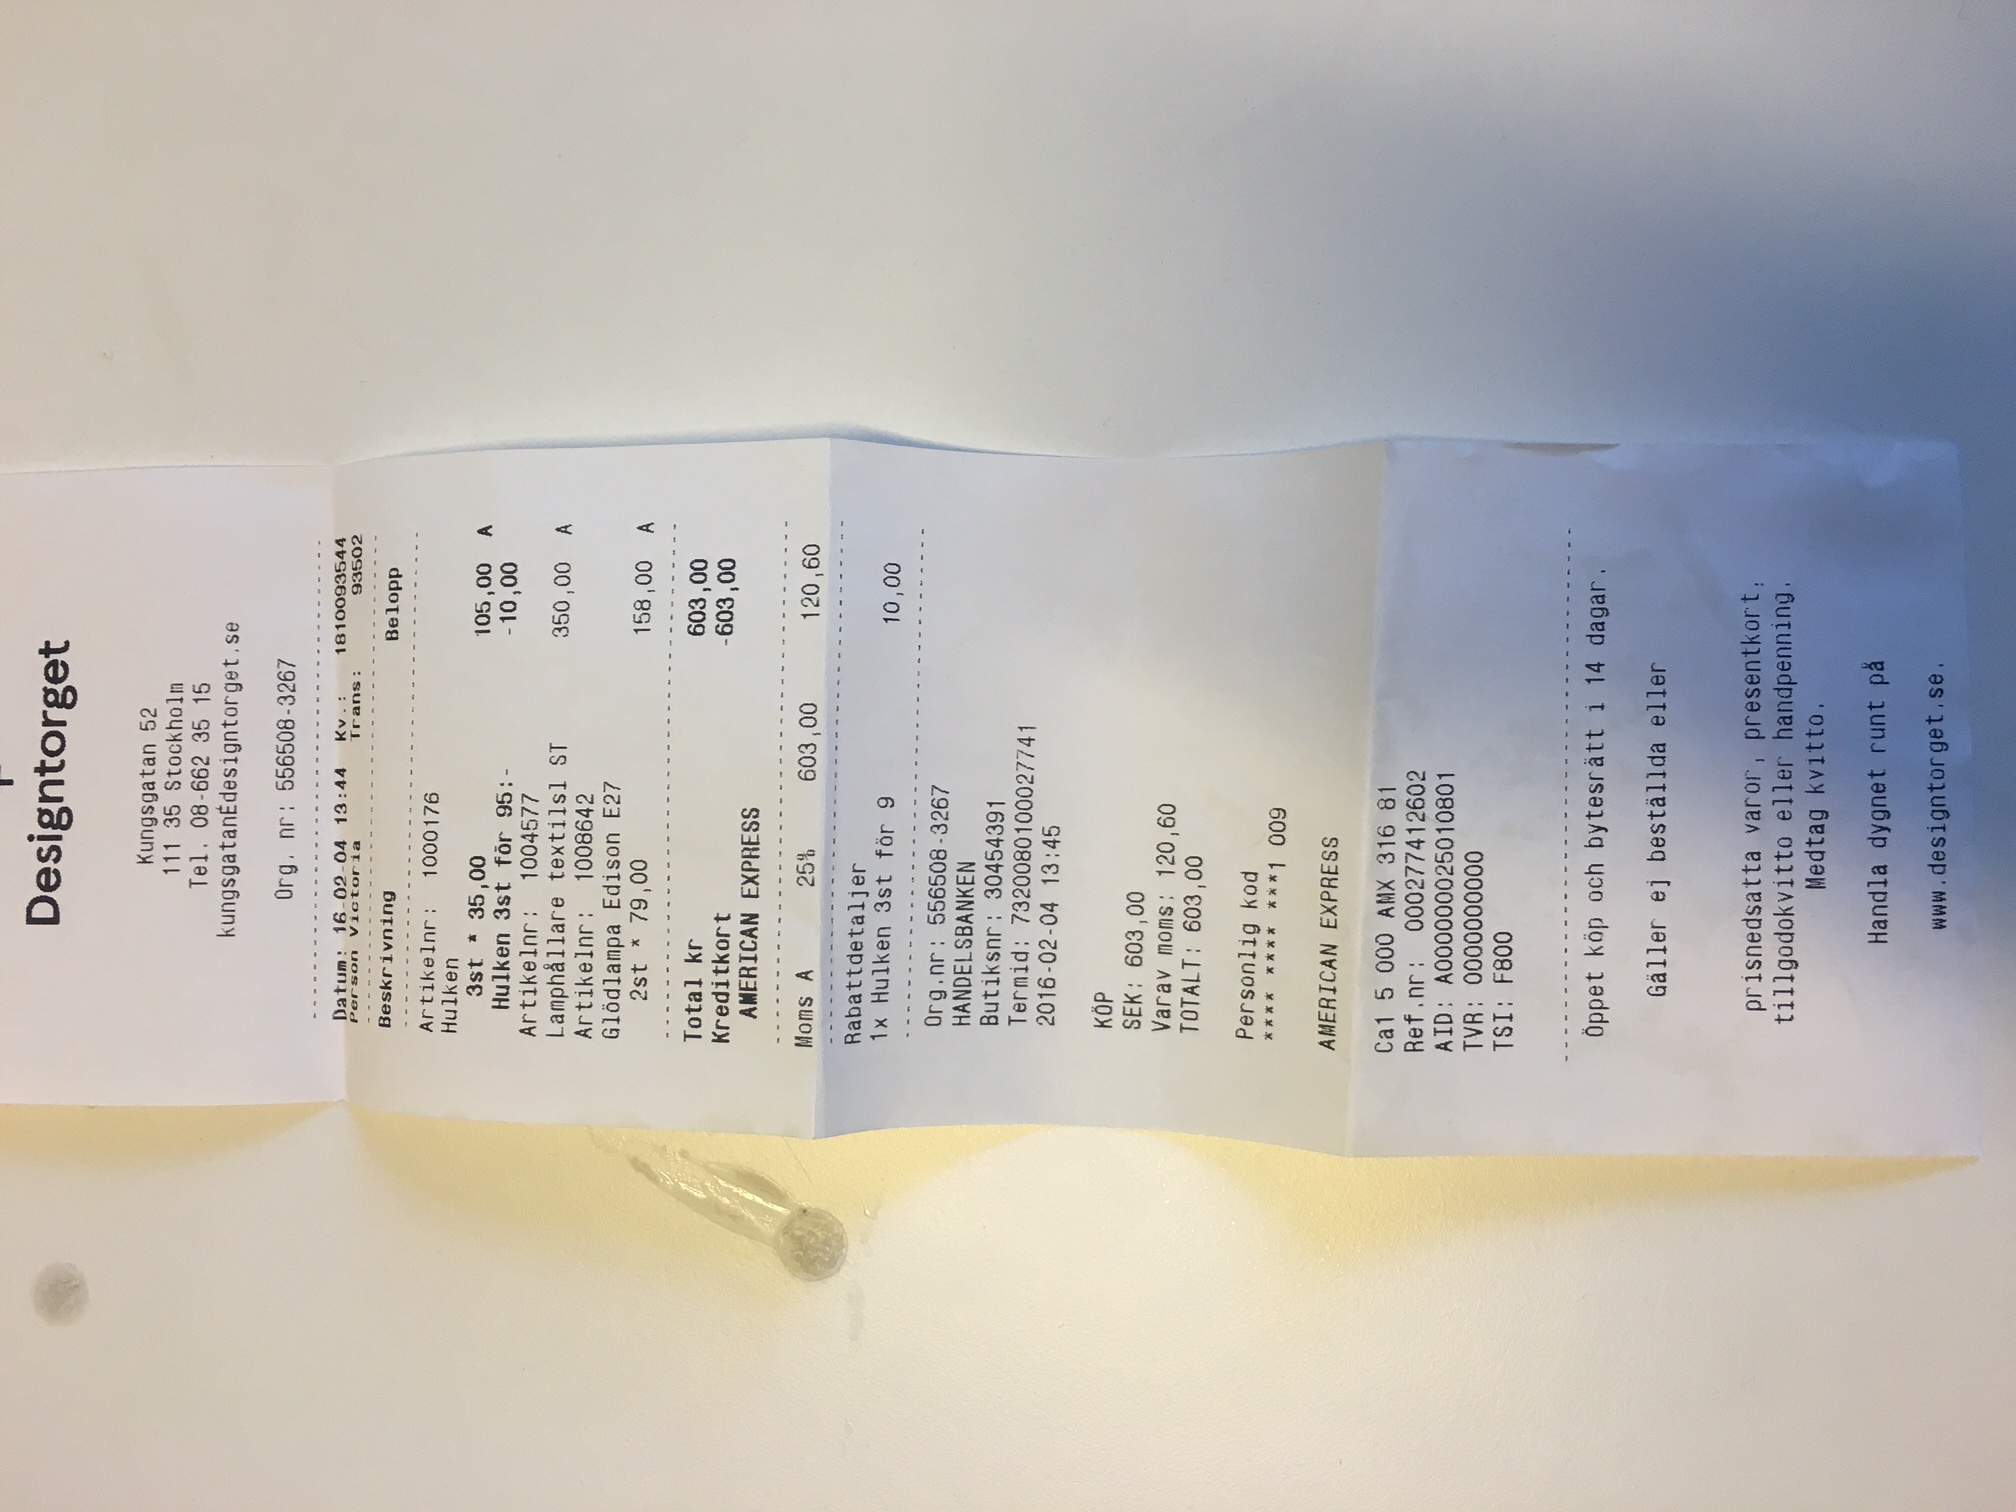 Designtorget
Kungsgatan 52
111 35 Stockholm
Tel. 08-662 35 15
kungsgatanÉdesigntorget.se
Org. nr: 556508-3267
Datum: 16-02-04 13:44 Kv.: 1810093544
Person Victoria Trans: 93502
Beskrivning Belopp
Artikelnr: 1000176
Hulken
3st * 35,00 105,00 A
Hulken 3st för 95:- -10,00
Artikelnr: 1004577
Lamphållare textilsl ST 350,00 A
Artikelnr: 1008642
Glödlampa Edison E27
2st * 79,00 158,00 A
Total kr 603,00
Kreditkort -603,00
AMERICAN EXPRESS
Moms A 25% 603,00 120,60
Rabattdetaljer
1x Hulken 3st för 9 10,00
Org.nr: 556508-3267
HANDELSBANKEN
Butiksnr: 30454391
Termid: 7320080100027741
2016-02-04 13:45
KÖP
SEK: 603,00
Varav moms: 120,60
TOTALT: 603,00
Personlig kod
**** **** ***1 009
AMERICAN EXPRESS
Ca1 5 000 AMX 316 81
Ref.nr: 000277412602
AID: A000000025010801
TVR: 0000000000
TSI: F800
Öppet köp och bytesrätt i 14 dagar.
Gäller ej beställda eller
prisnedsatta varor, presentkort,
tillgodokvitto eller handpenning.
Medtag kvitto.
Handla dygnet runt på
www.designtorget.se.